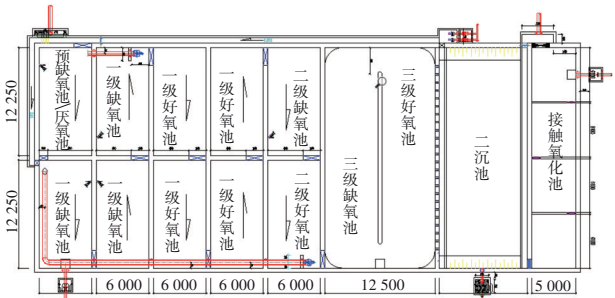 预缺氧池/厌氧池
一级缺氧池
一级好氧池
一级好氧池
二级缺氧池
三级好氧池
三级缺氧池
二沉池
接触氧化池
一级缺氧池
一级缺氧池
一级好氧池
一级好氧池
二级好氧池
12 250
12 250
6 000
6 000
6 000
6 000
12 500
5 000